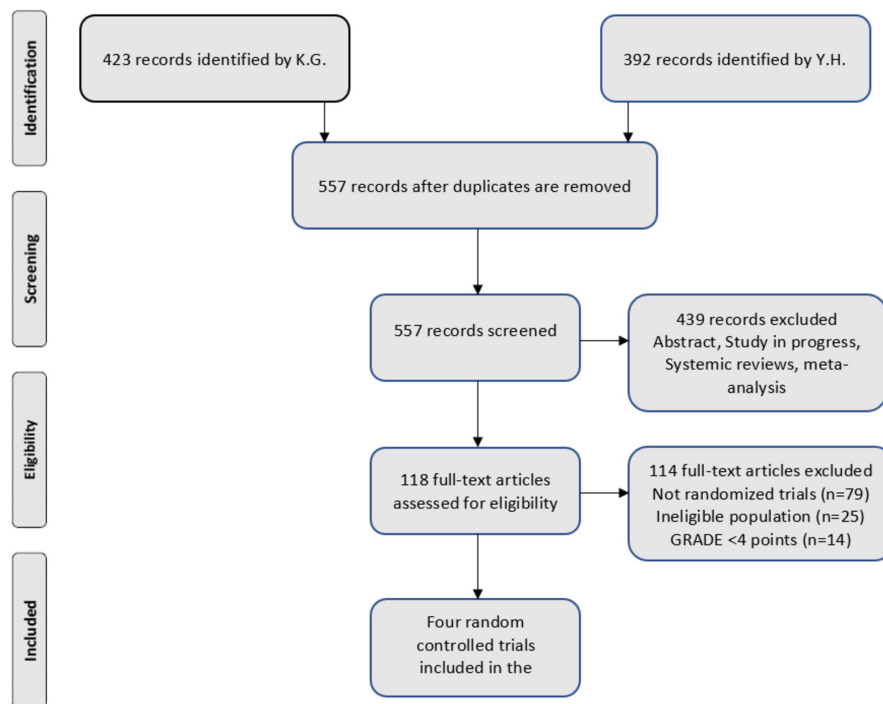 Identification
423 records identified by K.G.
392 records identified by Y.H.
557 records after duplicates are removed
Screening
557 records screened
439 records excluded
Abstract, Study in progress,
Systemic reviews, meta-
analysis
Eligibility
118 full-text articles
assessed for eligibility
114 full-text articles excluded
Not randomized trials (n=79)
Ineligible population (n=25)
GRADE <4 points (n=14)
Included
Four random
controlled trials
included in the